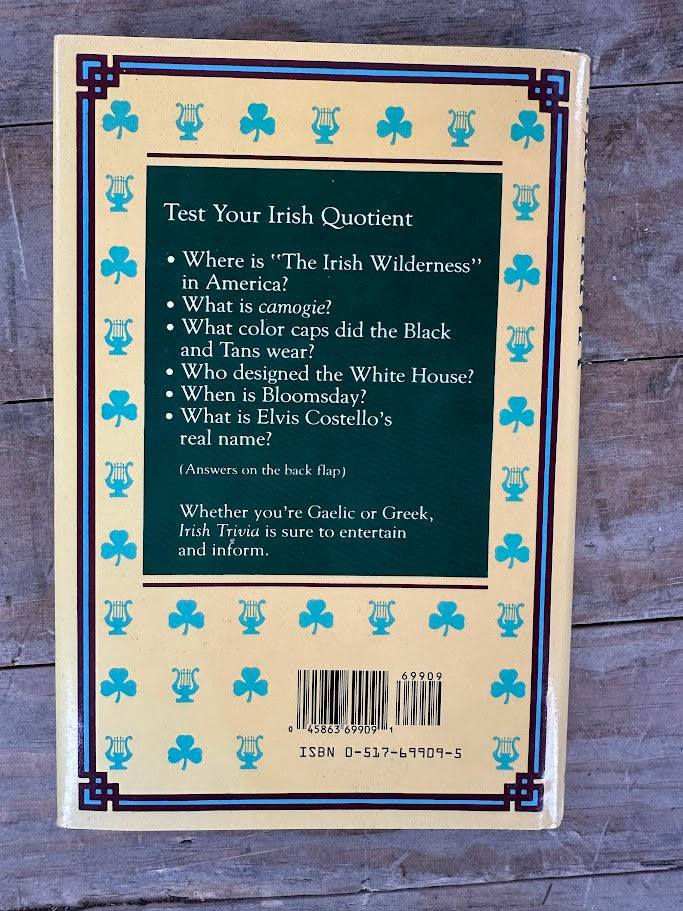 Test Your Irish Quotient
• Where is "The Irish Wilderness"
in America?
• What is camogie?
• What color caps did the Black
and Tans wear?
• Who designed the White House?
• When is Bloomsday?
• What is Elvis Costello's
real name?
(Answers on the back flap)
Whether you're Gaelic or Greek,
Irish Trivia is sure to entertain
and inform.
69909
0 45863 69909 1
ISBN 0-517-69909-5